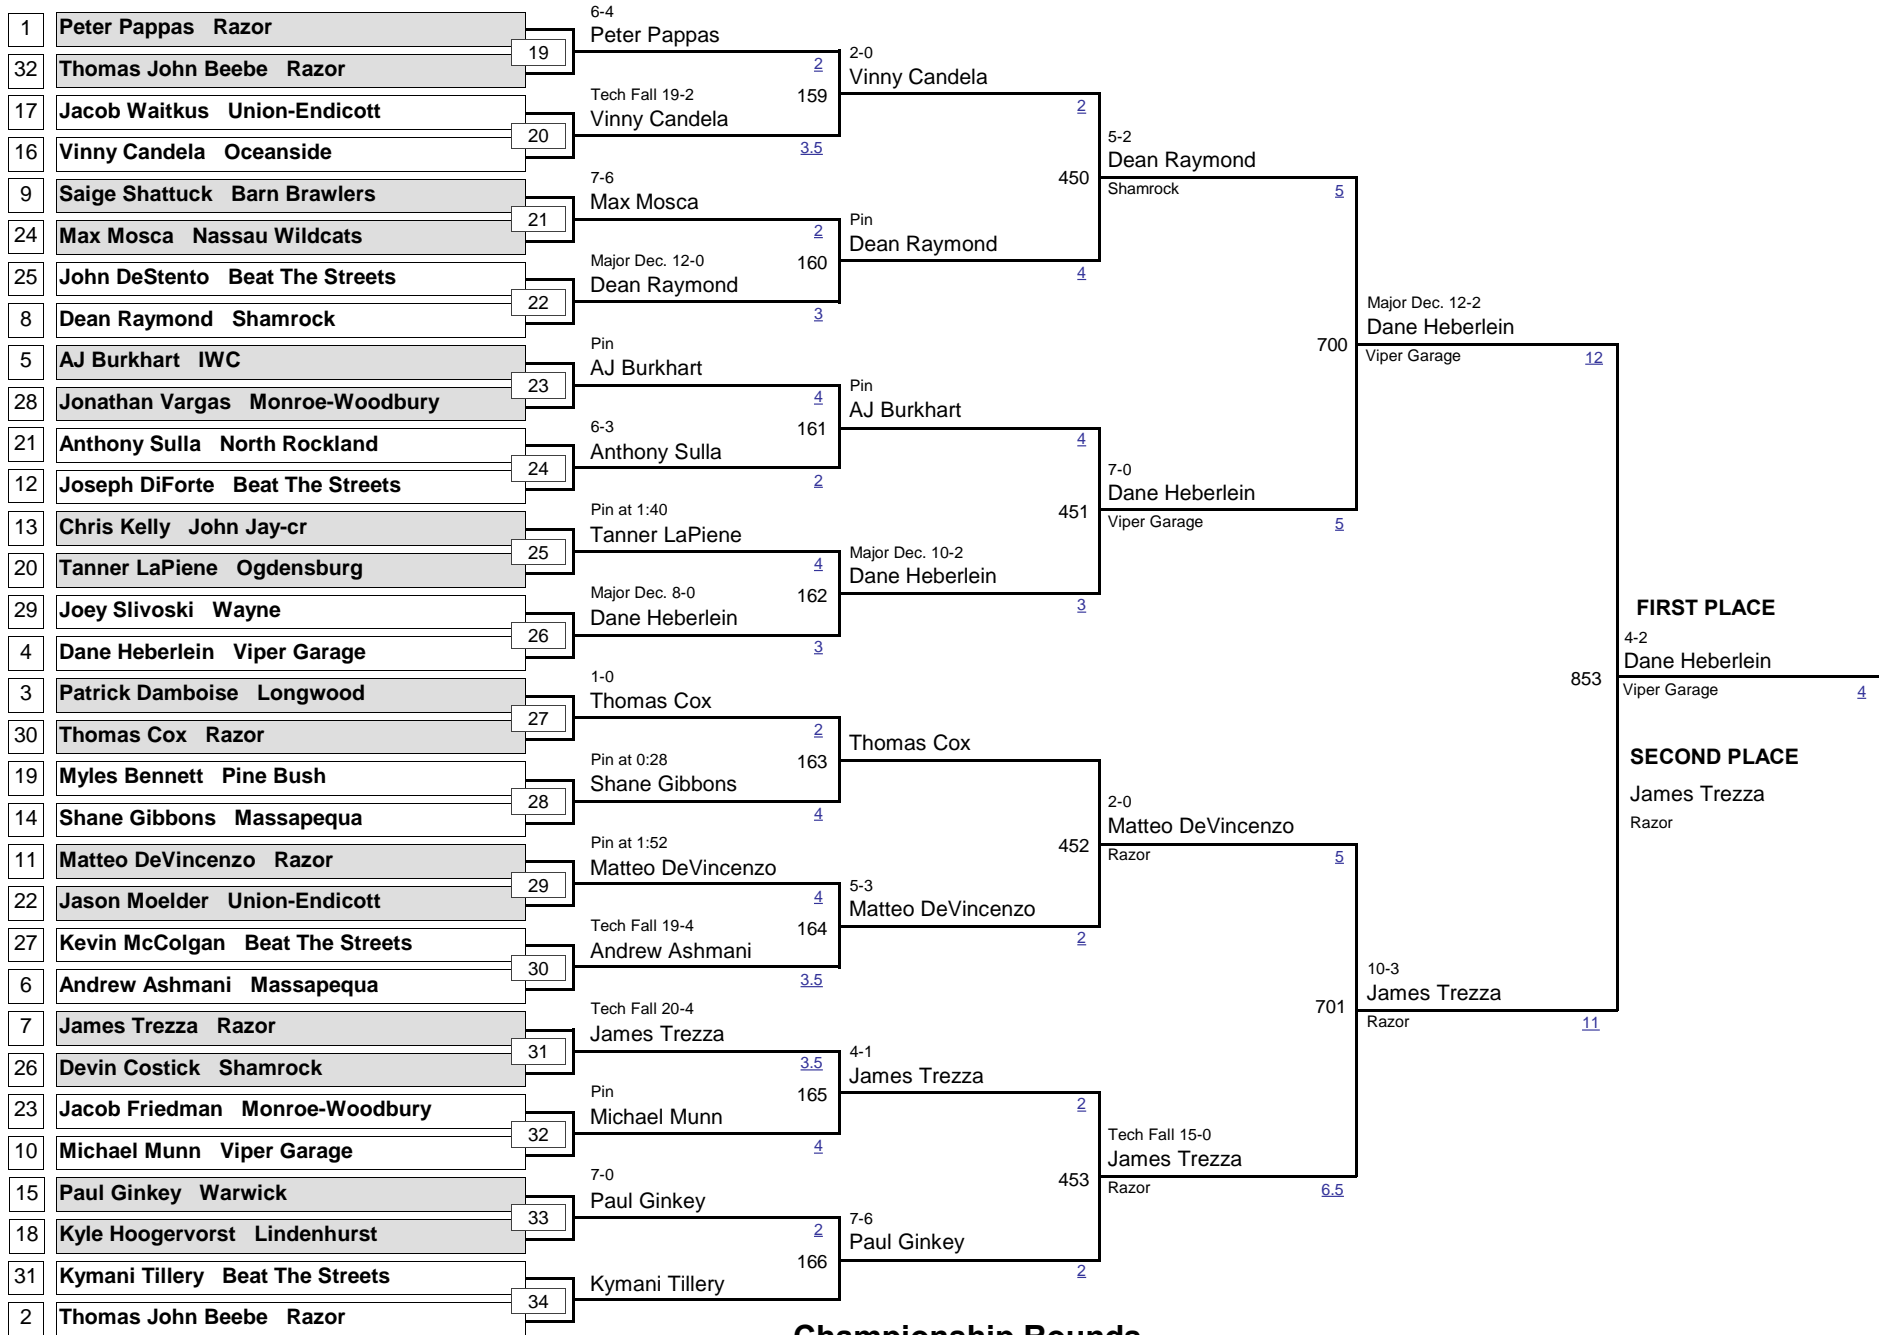 1 Peter Pappas Razor
32 Thomas John Beebe Razor
17 Jacob Waitkus Union-Endicott
16 Vinny Candela Oceanside
9 Saige Shattuck Barn Brawlers
24 Max Mosca Nassau Wildcats
25 John DeStento Beat The Streets
8 Dean Raymond Shamrock
5 AJ Burkhart IWC
28 Jonathan Vargas Monroe-Woodbury
21 Anthony Sulla North Rockland
12 Joseph DiForte Beat The Streets
13 Chris Kelly John Jay-cr
20 Tanner LaPiene Ogdensburg
29 Joey Slivoski Wayne
4 Dane Heberlein Viper Garage
3 Patrick Damboise Longwood
30 Thomas Cox Razor
19 Myles Bennett Pine Bush
14 Shane Gibbons Massapequa
11 Matteo DeVincenzo Razor
22 Jason Moelder Union-Endicott
27 Kevin McColgan Beat The Streets
6 Andrew Ashmani Massapequa
7 James Trezza Razor
26 Devin Costick Shamrock
23 Jacob Friedman Monroe-Woodbury
10 Michael Munn Viper Garage
15 Paul Ginkey Warwick
18 Kyle Hoogervorst Lindenhurst
31 Kymani Tillery Beat The Streets
2 Thomas John Beebe Razor
19
20
21
22
23
24
25
26
27
28
29
30
31
32
33
34
6-4
Peter Pappas
2
159
Tech Fall 19-2
Vinny Candela
3.5
7-6
Max Mosca
2
160
Major Dec. 12-0
Dean Raymond
3
Pin
AJ Burkhart
4
161
6-3
Anthony Sulla
2
Pin at 1:40
Tanner LaPiene
4
162
Major Dec. 8-0
Dane Heberlein
3
1-0
Thomas Cox
2
163
Pin at 0:28
Shane Gibbons
4
Pin at 1:52
Matteo DeVincenzo
4
164
Tech Fall 19-4
Andrew Ashmani
3.5
Tech Fall 20-4
James Trezza
3.5
165
Pin
Michael Munn
4
7-0
Paul Ginkey
2
166
Kymani Tillery
2-0
Vinny Candela
2
450
Pin
Dean Raymond
4
Pin
AJ Burkhart
4
451
Major Dec. 10-2
Dane Heberlein
3
Thomas Cox
452
5-3
Matteo DeVincenzo
2
4-1
James Trezza
2
453
7-6
Paul Ginkey
2
5-2
Dean Raymond
Shamrock
5
700
7-0
Dane Heberlein
Viper Garage
5
2-0
Matteo DeVincenzo
Razor
5
701
Tech Fall 15-0
James Trezza
Razor
6.5
Major Dec. 12-2
Dane Heberlein
Viper Garage
12
853
10-3
James Trezza
Razor
11
FIRST PLACE
4-2
Dane Heberlein
Viper Garage
4
SECOND PLACE
James Trezza
Razor
Championship Rounds